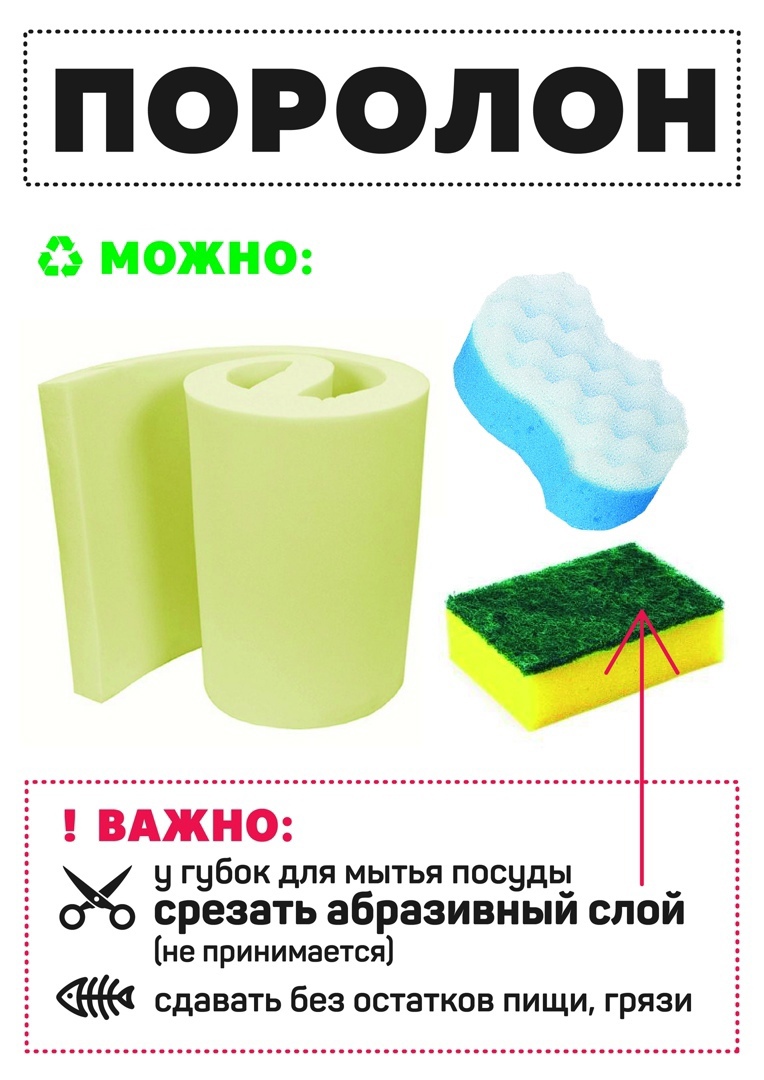 ПОРОЛОН
МОЖНО:
! ВАЖНО:
у губок для мытья посуды
срезать абразивный слой
(не принимается)
сдавать без остатков пищи, грязи